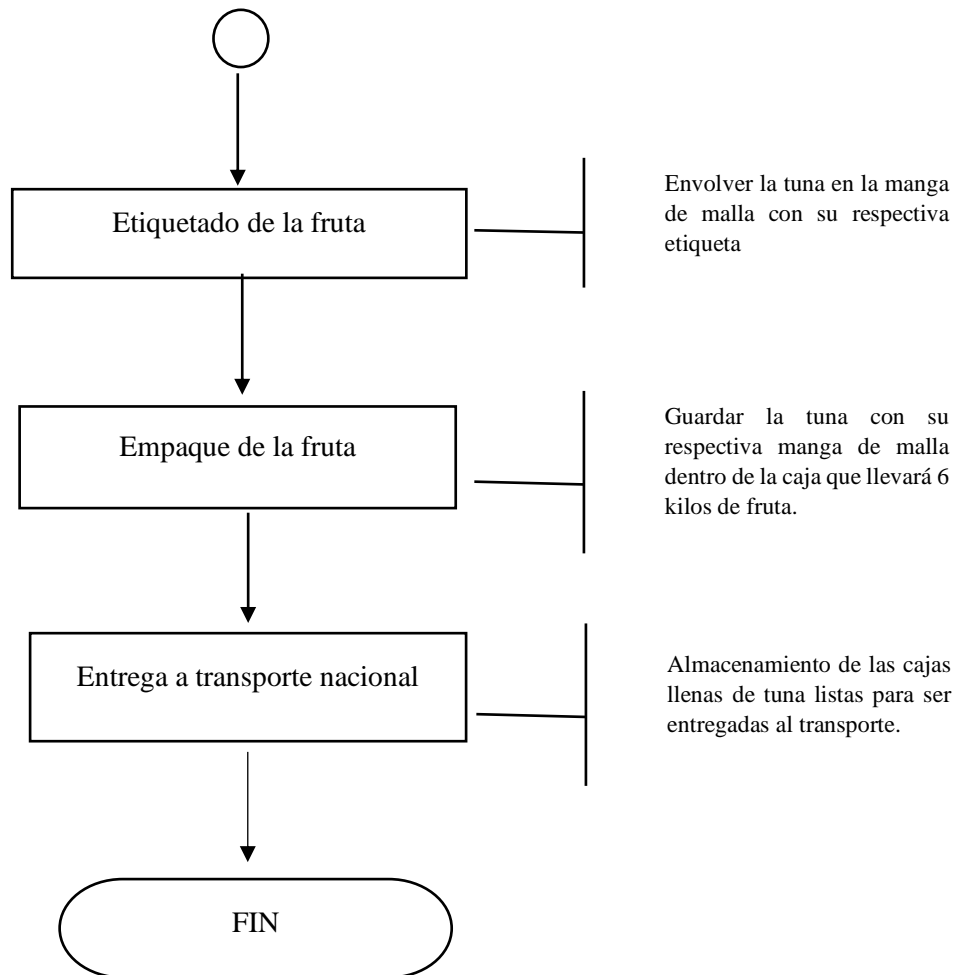 Etiquetado de la fruta
Envolver la tuna en la manga
de malla con su respectiva
etiqueta
Empaque de la fruta
Guardar la tuna con su
respectiva manga de malla
dentro de la caja que llevará 6
kilos de fruta.
Entrega a transporte nacional
Almacenamiento de las cajas
llenas de tuna listas para ser
entregadas al transporte.
FIN